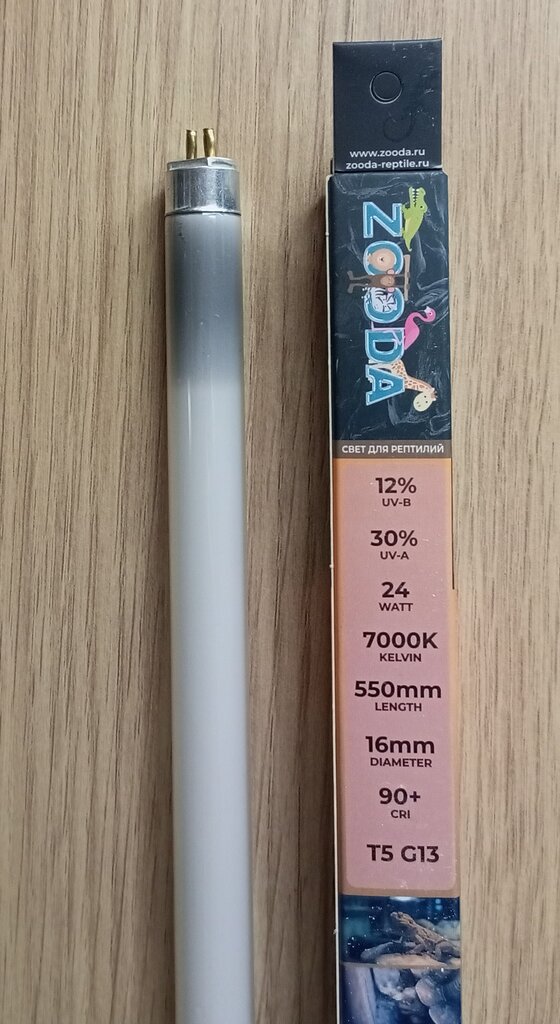 www.zooda.ru
zooda-reptile.ru
ZOODA
СВЕТ ДЛЯ РЕПТИЛИЙ
12%
UV-B
30%
UV-A
24
WATT
7000K
KELVIN
550mm
LENGTH
16mm
DIAMETER
90+
CRI
T5 G13